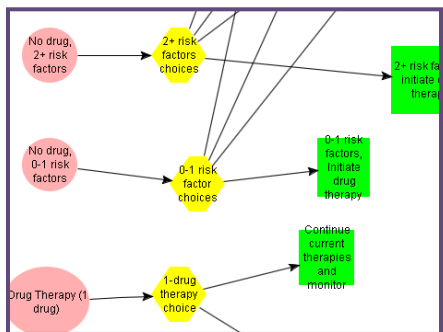 No drug,
2+ risk
factors
2+ risk
factors
choices
2+ risk fa
initiate
therap
No drug,
0-1 risk
factors
0-1 risk
factor
choices
0-1 risk
factors,
Initiate
drug
therapy
Drug Therapy (1
drug)
1-drug
therapy
choice
Continue
current
therapies
and
monitor